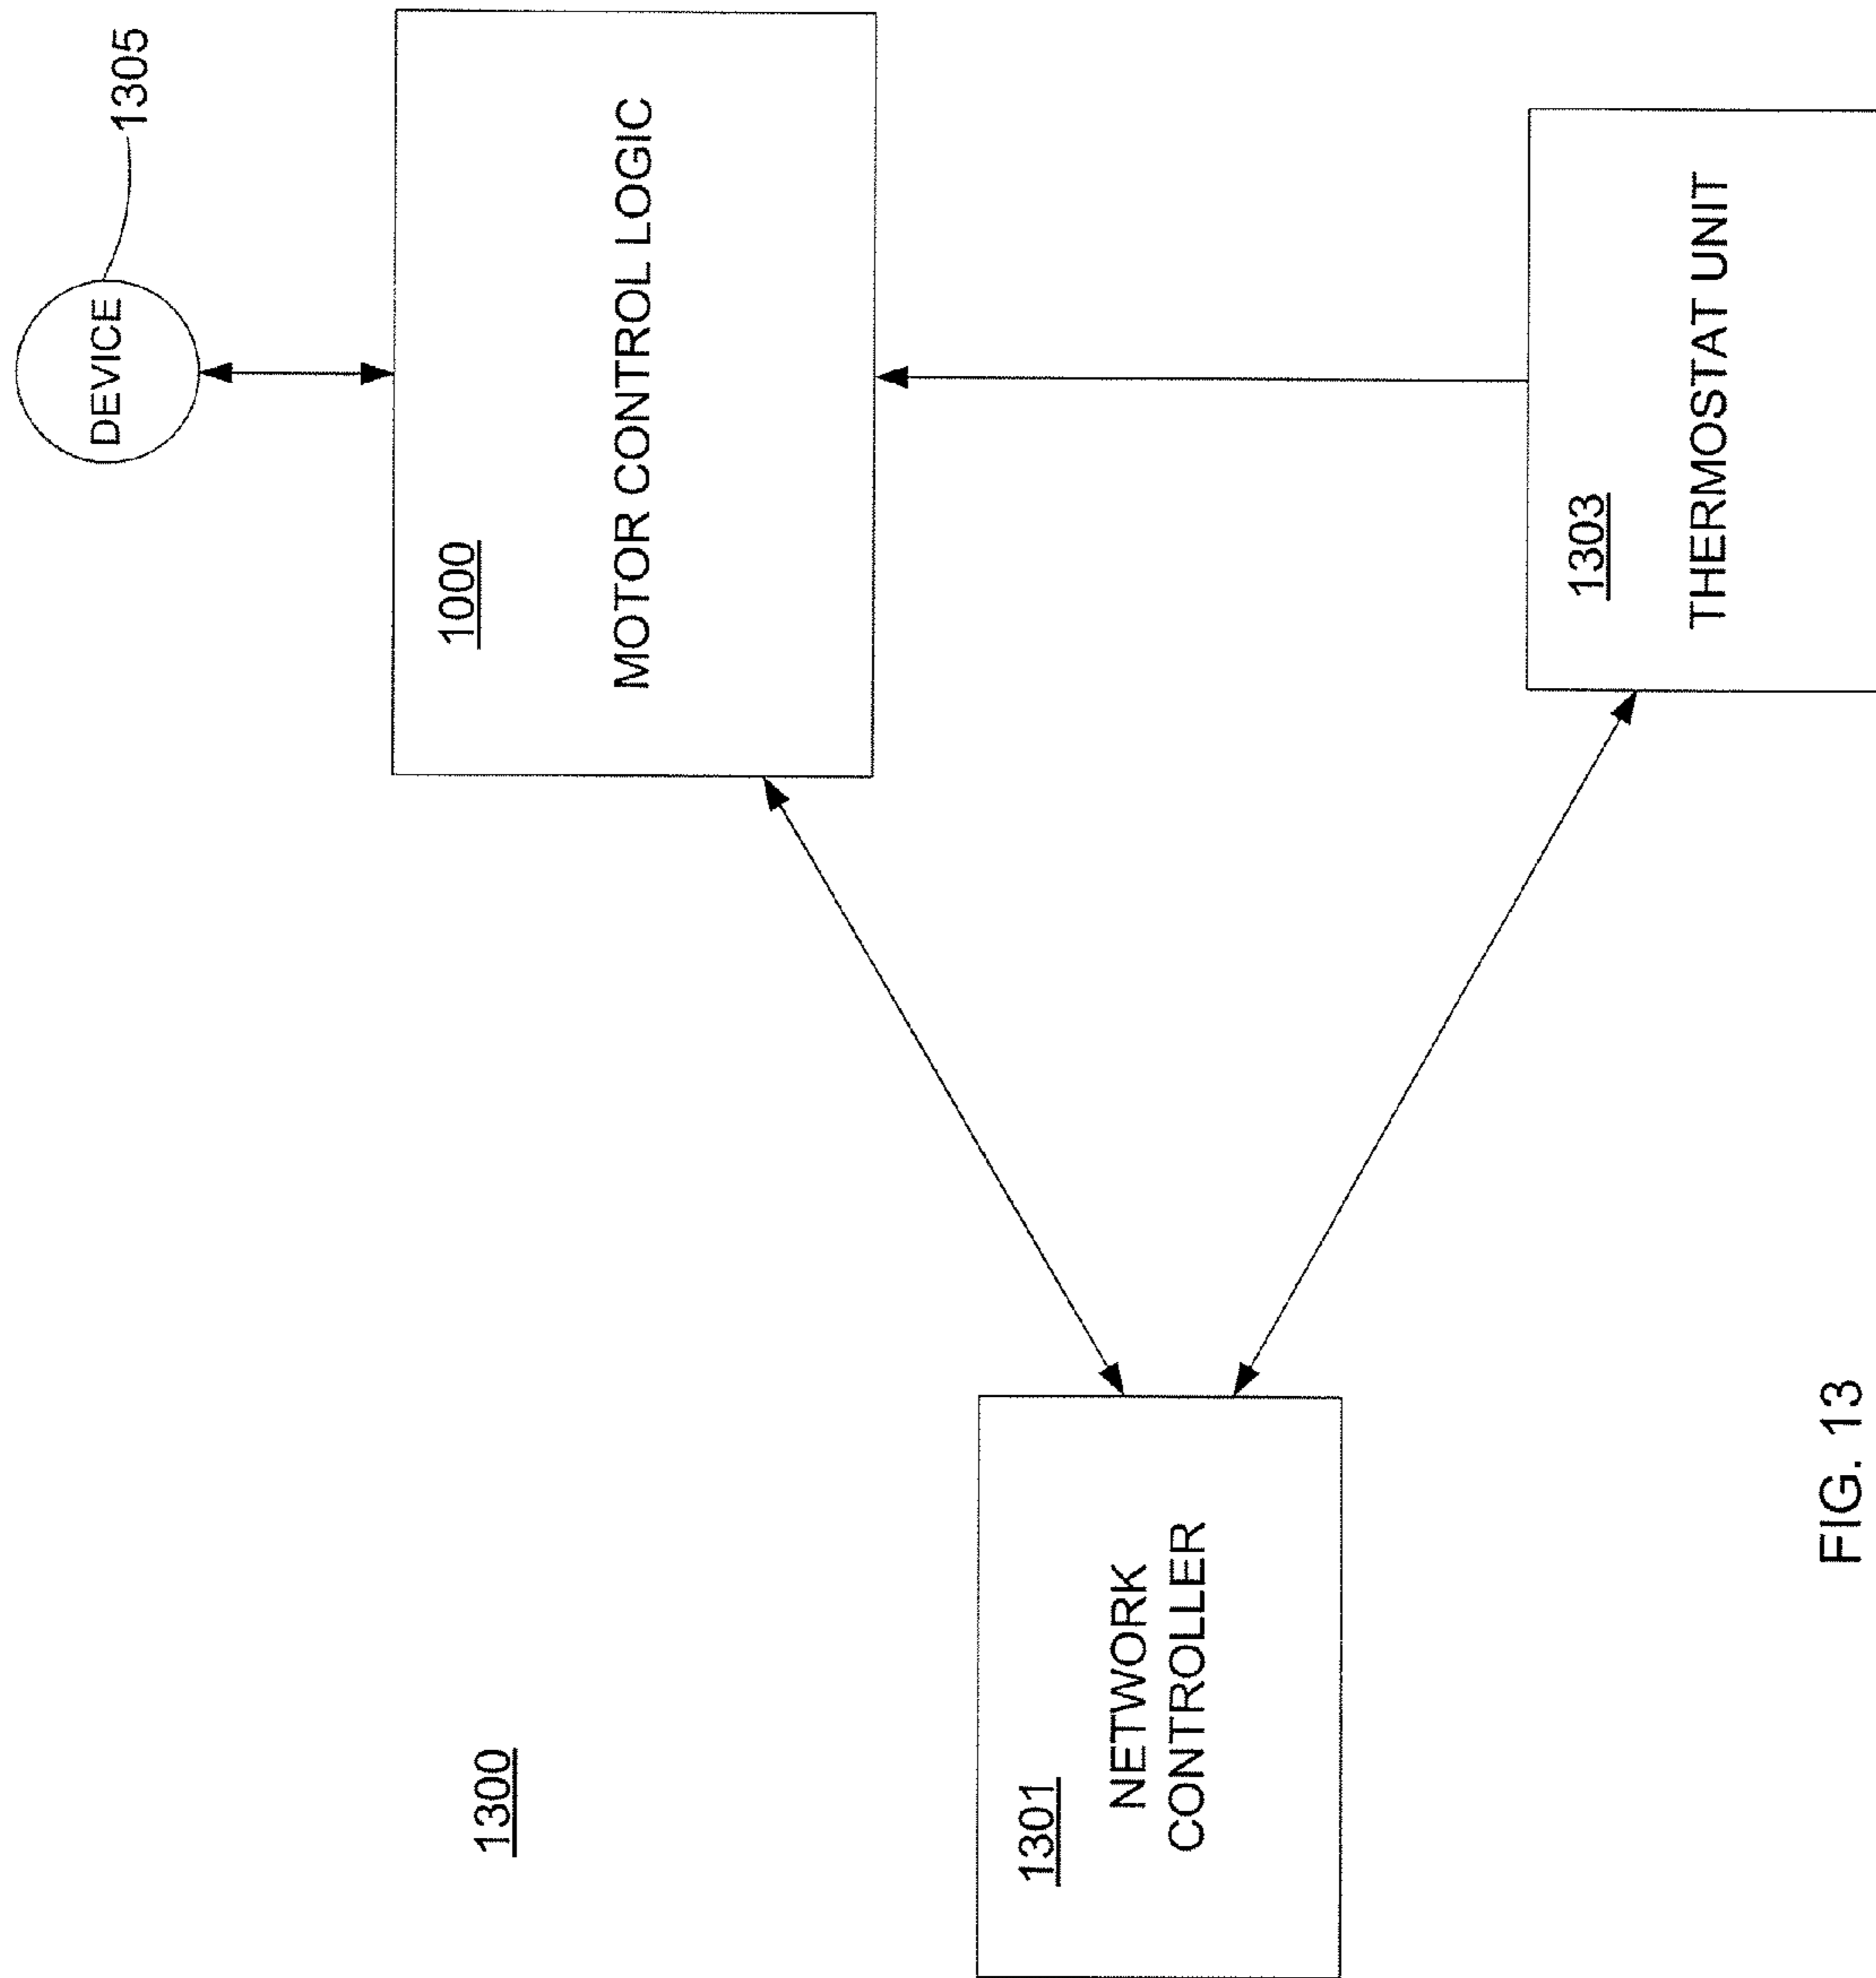 1300
1301
NETWORK
CONTROLLER
1000
MOTOR CONTROL LOGIC
DEVICE
1305
1303
THERMOSTAT UNIT
FIG. 13